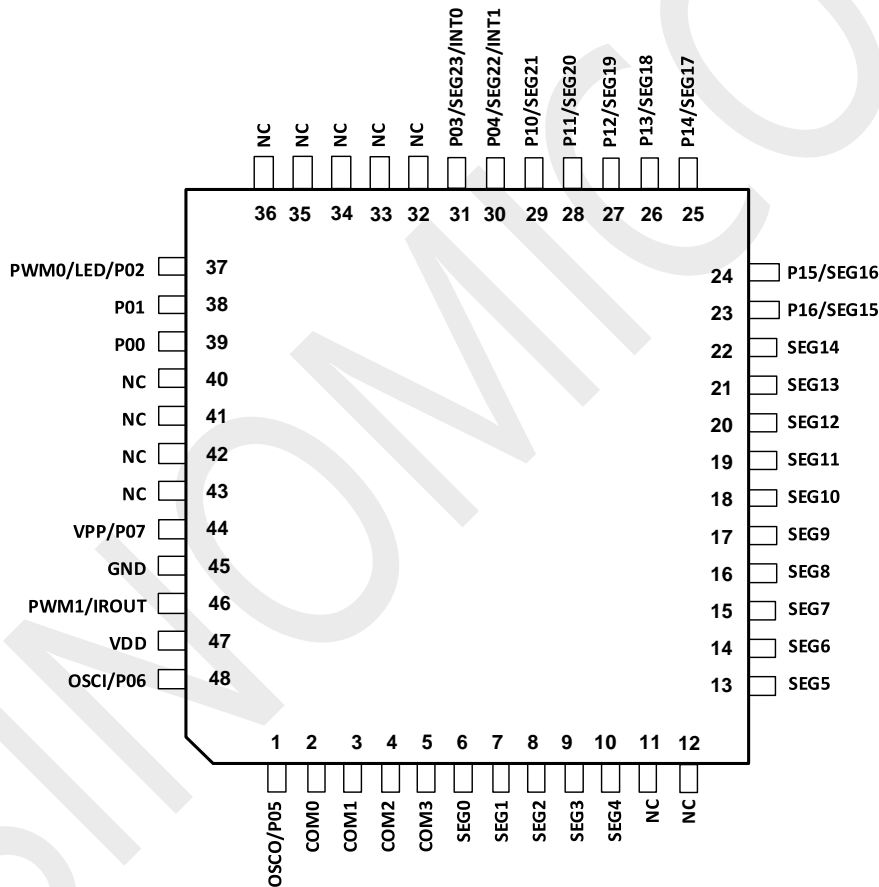 NC
NC
NC
NC
NC
P03/SEG23/INT0
P04/SEG22/INT1
P10/SEG21
P11/SEG20
P12/SEG19
P13/SEG18
P14/SEG17
36 35 34 33 32 31 30 29 28 27 26 25
PWM0/LED/P02 37
P01 38
P00 39
NC 40
NC 41
NC 42
NC 43
VPP/P07 44
GND 45
PWM1/IROUT 46
VDD 47
OSCI/P06 48
24 P15/SEG16
23 P16/SEG15
22 SEG14
21 SEG13
20 SEG12
19 SEG11
18 SEG10
17 SEG9
16 SEG8
15 SEG7
14 SEG6
13 SEG5
1 2 3 4 5 6 7 8 9 10 11 12
OSCO/P05
COM0
COM1
COM2
COM3
SEG0
SEG1
SEG2
SEG3
SEG4
NC
NC
SINOMICO